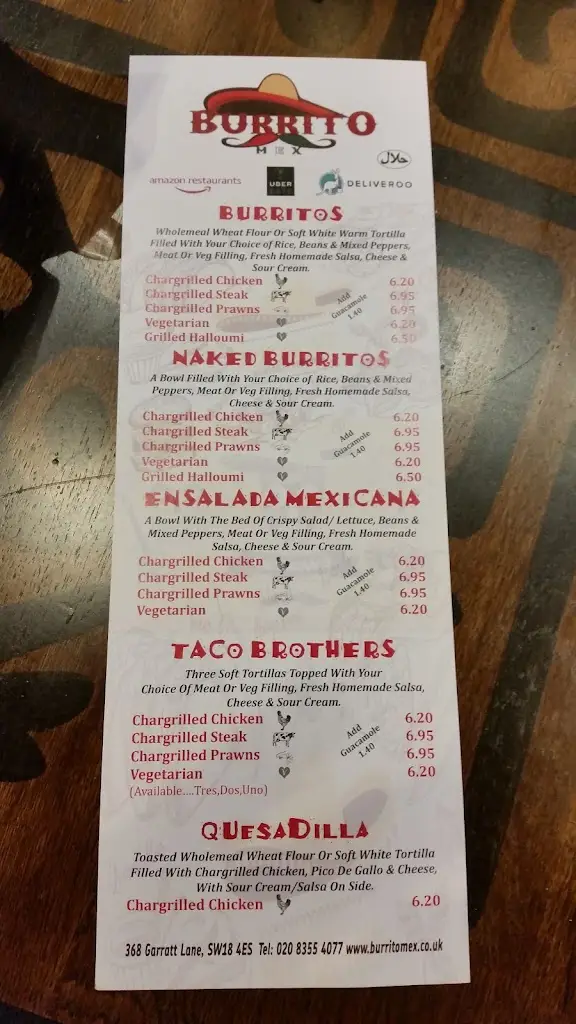 BURRITO
MEX
حلال
amazon restaurants
UBER
DELIVEROO
BURRITOS
Wholemeal Wheat Flour Or Soft White Warm Tortilla
Filled With Your Choice of Rice, Beans & Mixed Peppers,
Meat Or Veg Filling, Fresh Homemade Salsa, Cheese &
Sour Cream.
Chargrilled Chicken 6.20
Chargrilled Steak 6.95
Chargrilled Prawns 6.95
Vegetarian 6.20
Grilled Halloumi 6.50
Add
Guacamole
1.40
NAKED BURRITOS
A Bowl Filled With Your Choice of Rice, Beans & Mixed
Peppers, Meat Or Veg Filling, Fresh Homemade Salsa,
Cheese & Sour Cream.
Chargrilled Chicken 6.20
Chargrilled Steak 6.95
Chargrilled Prawns 6.95
Vegetarian 6.20
Grilled Halloumi 6.50
Add
Guacamole
1.40
ENSALADA MEXICANA
A Bowl With The Bed Of Crispy Salad/ Lettuce, Beans &
Mixed Peppers, Meat Or Veg Filling, Fresh Homemade
Salsa, Cheese & Sour Cream.
Chargrilled Chicken 6.20
Chargrilled Steak 6.95
Chargrilled Prawns 6.95
Vegetarian 6.20
Add
Guacamole
1.40
TACO BROTHERS
Three Soft Tortillas Topped With Your
Choice Of Meat Or Veg Filling, Fresh Homemade Salsa,
Cheese & Sour Cream.
Chargrilled Chicken 6.20
Chargrilled Steak 6.95
Chargrilled Prawns 6.95
Vegetarian 6.20
(Available....Tres,Dos,Uno)
Add
Guacamole
1.40
QUESADILLA
Toasted Wholemeal Wheat Flour Or Soft White Tortilla
Filled With Chargrilled Chicken, Pico De Gallo & Cheese,
With Sour Cream/Salsa On Side.
Chargrilled Chicken 6.20
368 Garratt Lane, SW18 4ES Tel: 020 8355 4077 www.burritomex.co.uk